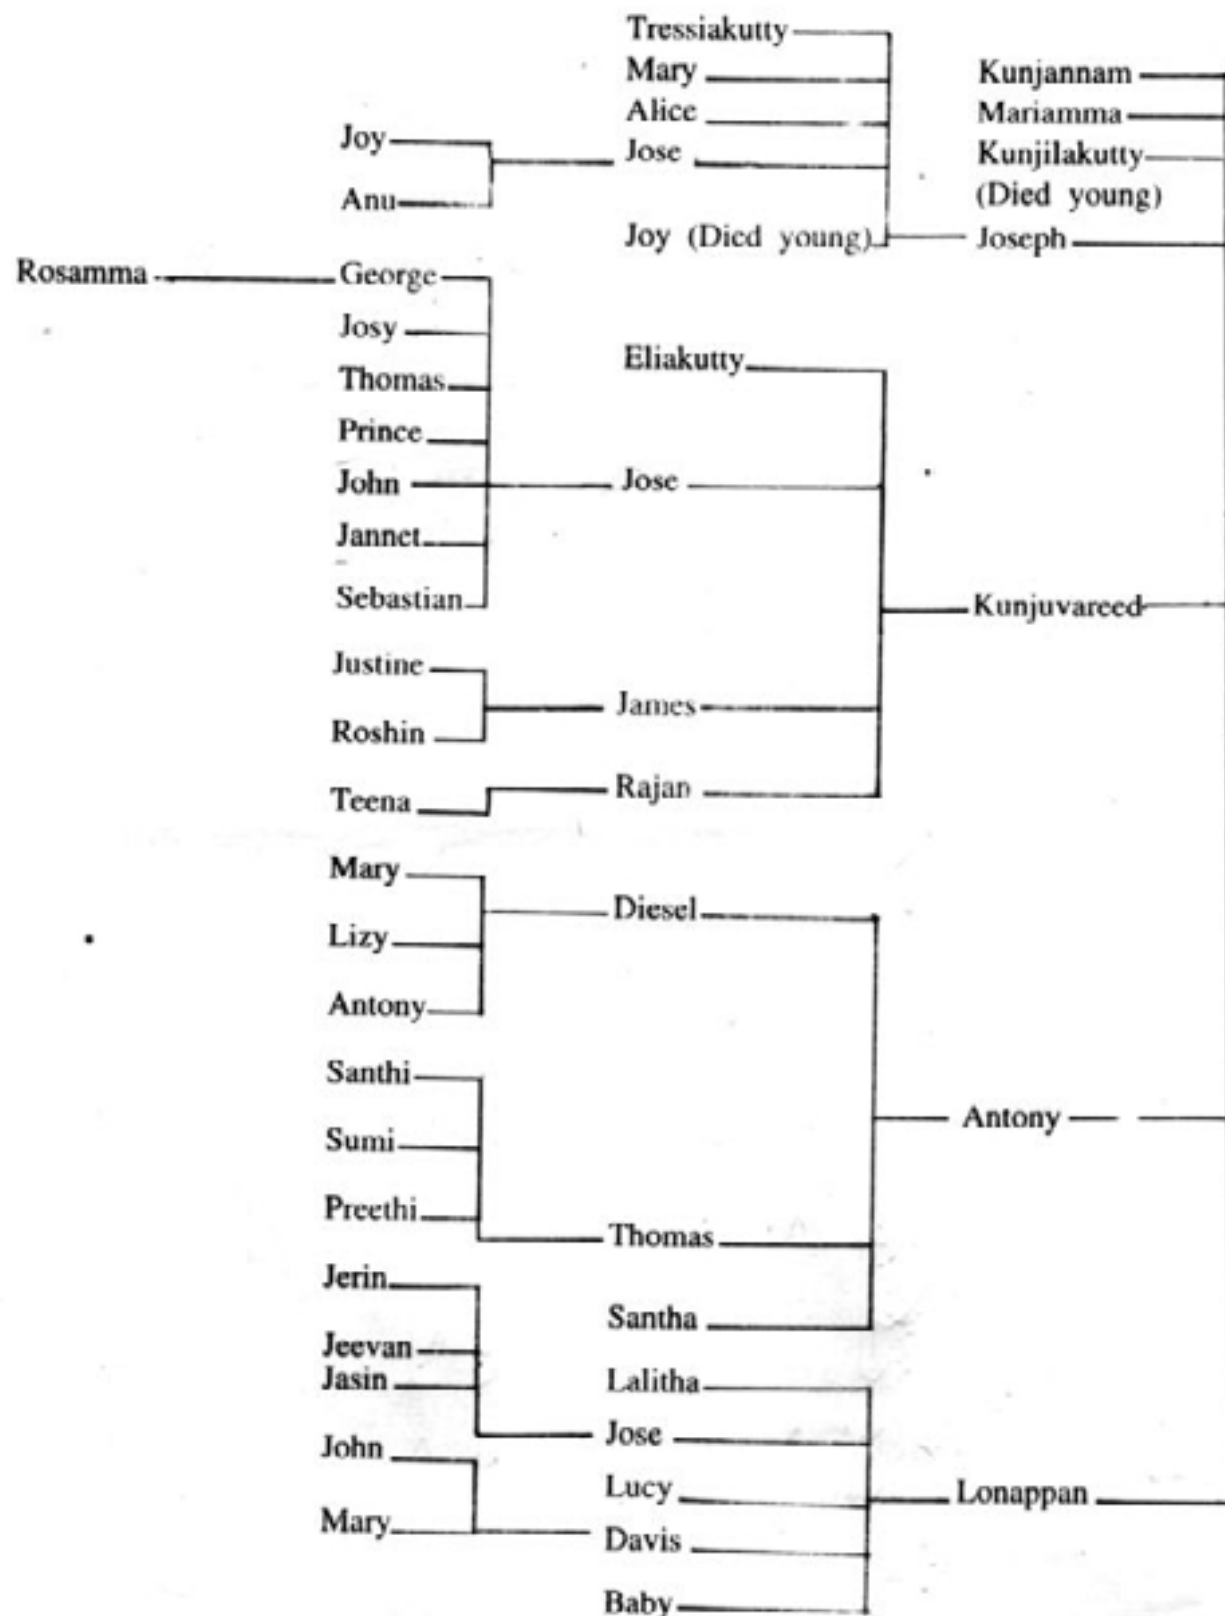 Tressiakutty
Mary
Alice
Jose
Joy (Died young)
Kunjannam
Mariamma
Kunjilakutty
(Died young)
Joseph
Joy
Anu
Rosamma
George
Josy
Thomas
Prince
John
Jannet
Sebastian
Eliakutty
Jose
Kunjuvareed
Justine
Roshin
James
Teena
Rajan
Mary
Lizy
Antony
Diesel
Santhi
Sumi
Preethi
Thomas
Antony
Santha
Jerin
Jeevan
Jasin
Lalitha
Jose
John
Mary
Lucy
Davis
Baby
Lonappan